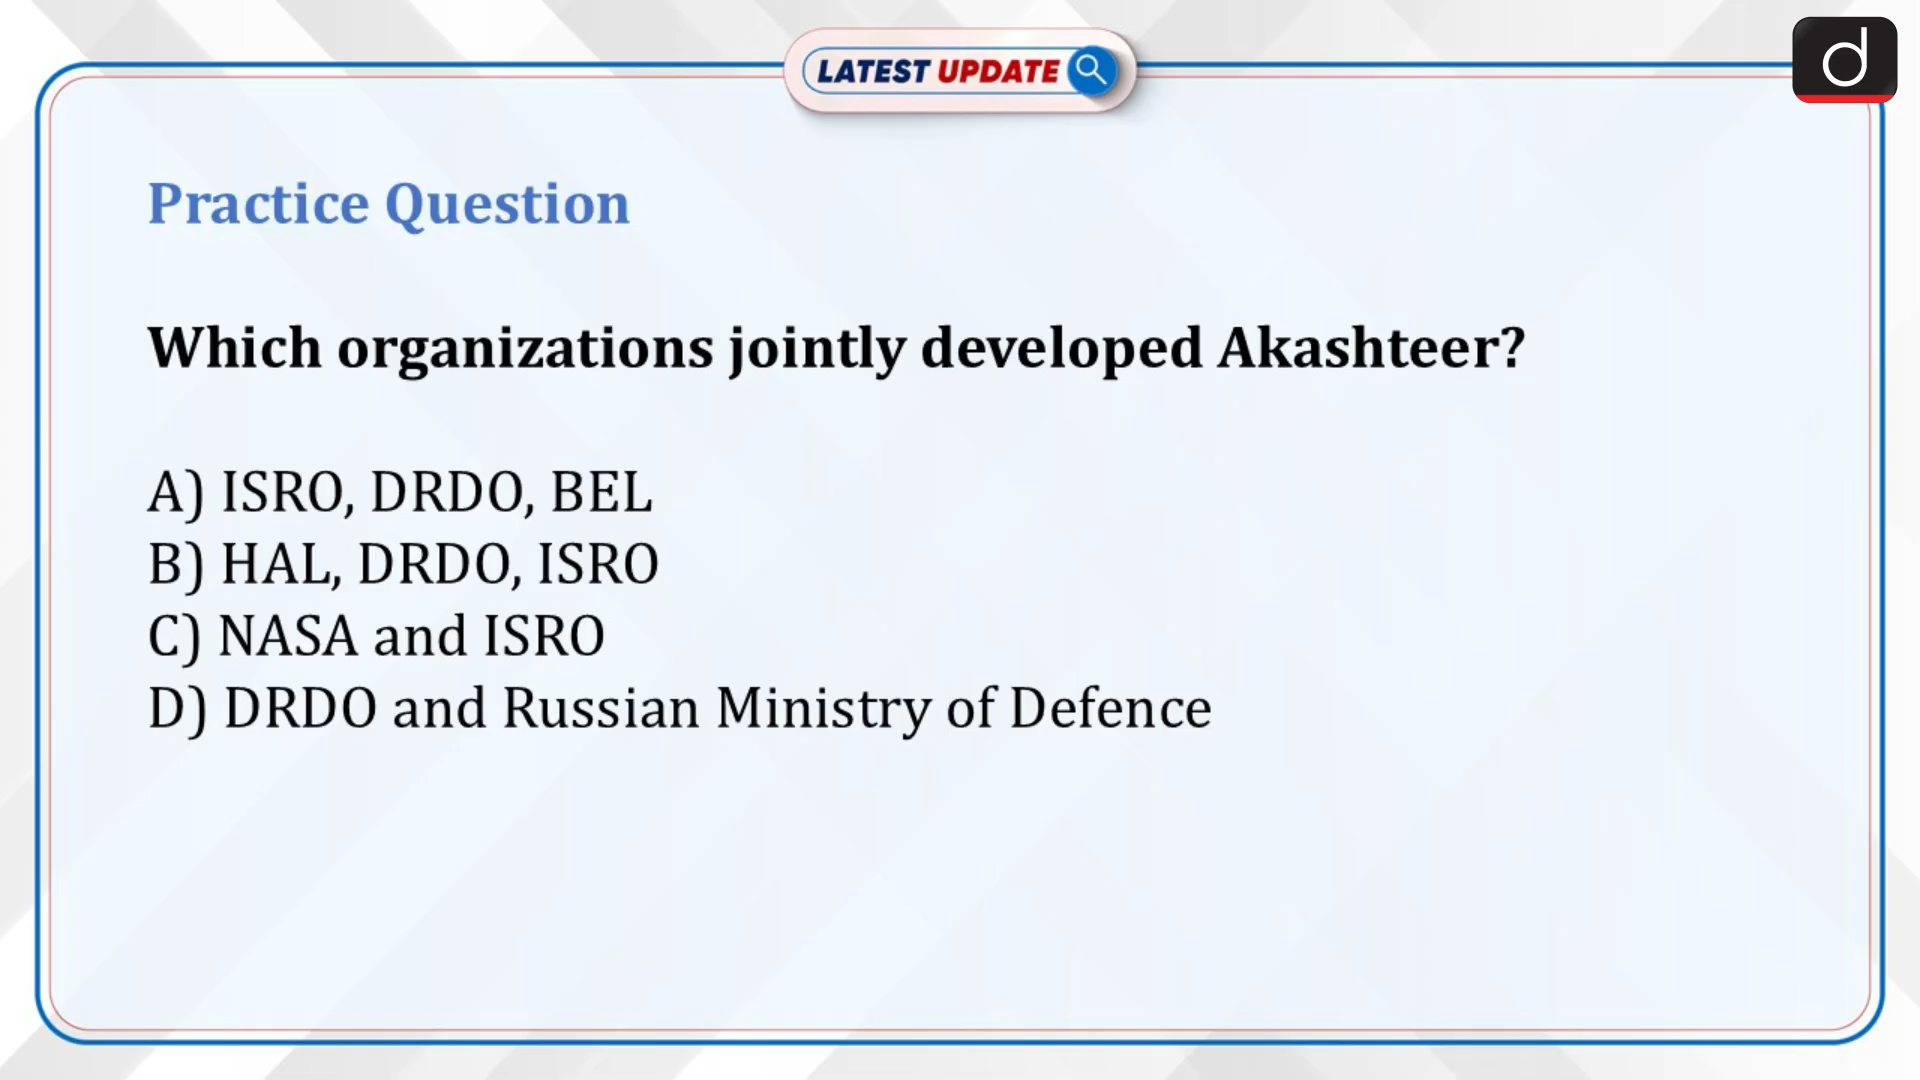 LATEST UPDATE
d
Practice Question
Which organizations jointly developed Akashteer?
A) ISRO, DRDO, BEL
B) HAL, DRDO, ISRO
C) NASA and ISRO
D) DRDO and Russian Ministry of Defence